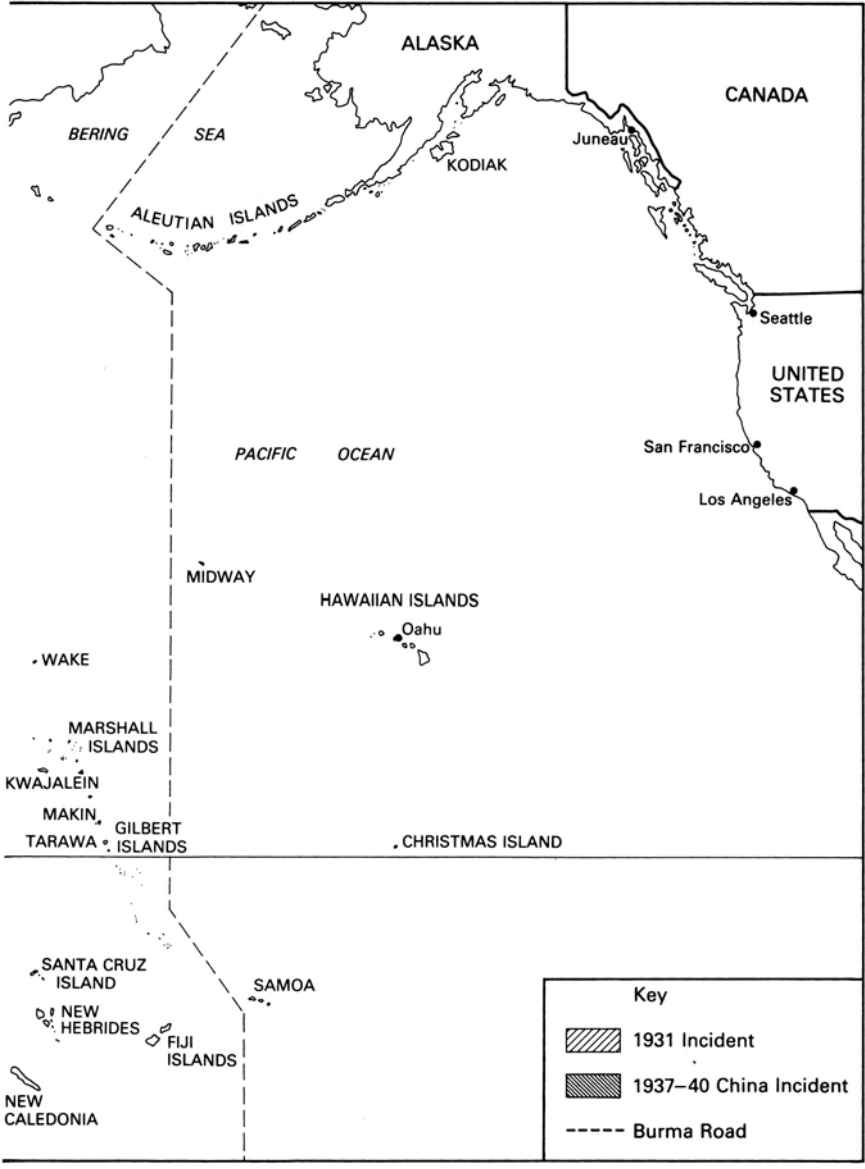 ALASKA
CANADA
BERING SEA
Juneau
KODIAK
ALEUTIAN ISLANDS
Seattle
UNITED
STATES
PACIFIC OCEAN
San Francisco
Los Angeles
MIDWAY
HAWAIIAN ISLANDS
Oahu
WAKE
MARSHALL
ISLANDS
KWAJALEIN
MAKIN
TARAWA
GILBERT
ISLANDS
CHRISTMAS ISLAND
SANTA CRUZ
ISLAND
SAMOA
NEW
HEBRIDES
FIJI
ISLANDS
NEW
CALEDONIA
Key
1931 Incident
1937–40 China Incident
Burma Road